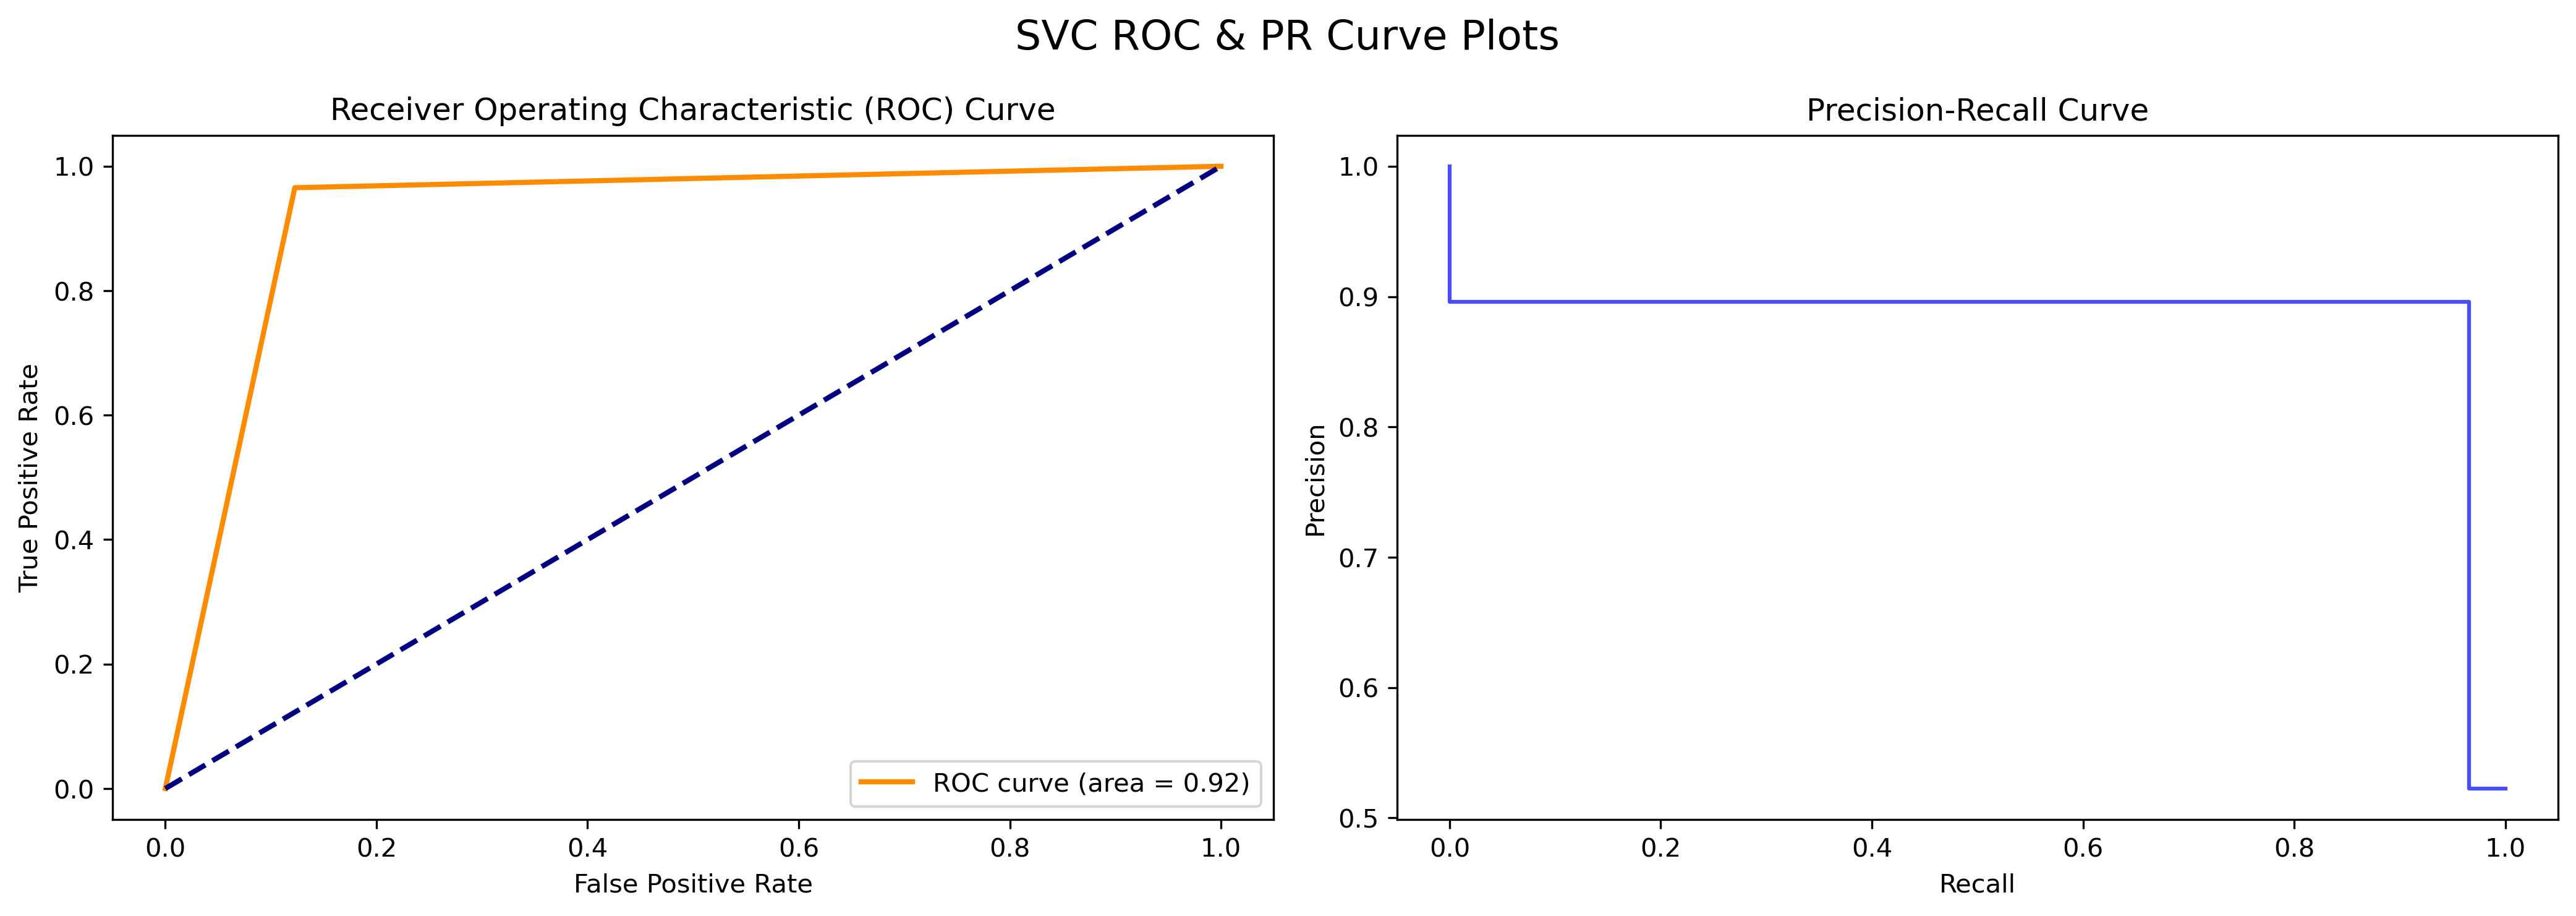 SVC ROC & PR Curve Plots
Receiver Operating Characteristic (ROC) Curve
1.0
0.8
0.6
0.4
0.2
0.0
True Positive Rate
0.0 0.2 0.4 0.6 0.8 1.0
False Positive Rate
ROC curve (area = 0.92)
Precision-Recall Curve
1.0
0.9
0.8
0.7
0.6
0.5
Precision
0.0 0.2 0.4 0.6 0.8 1.0
Recall